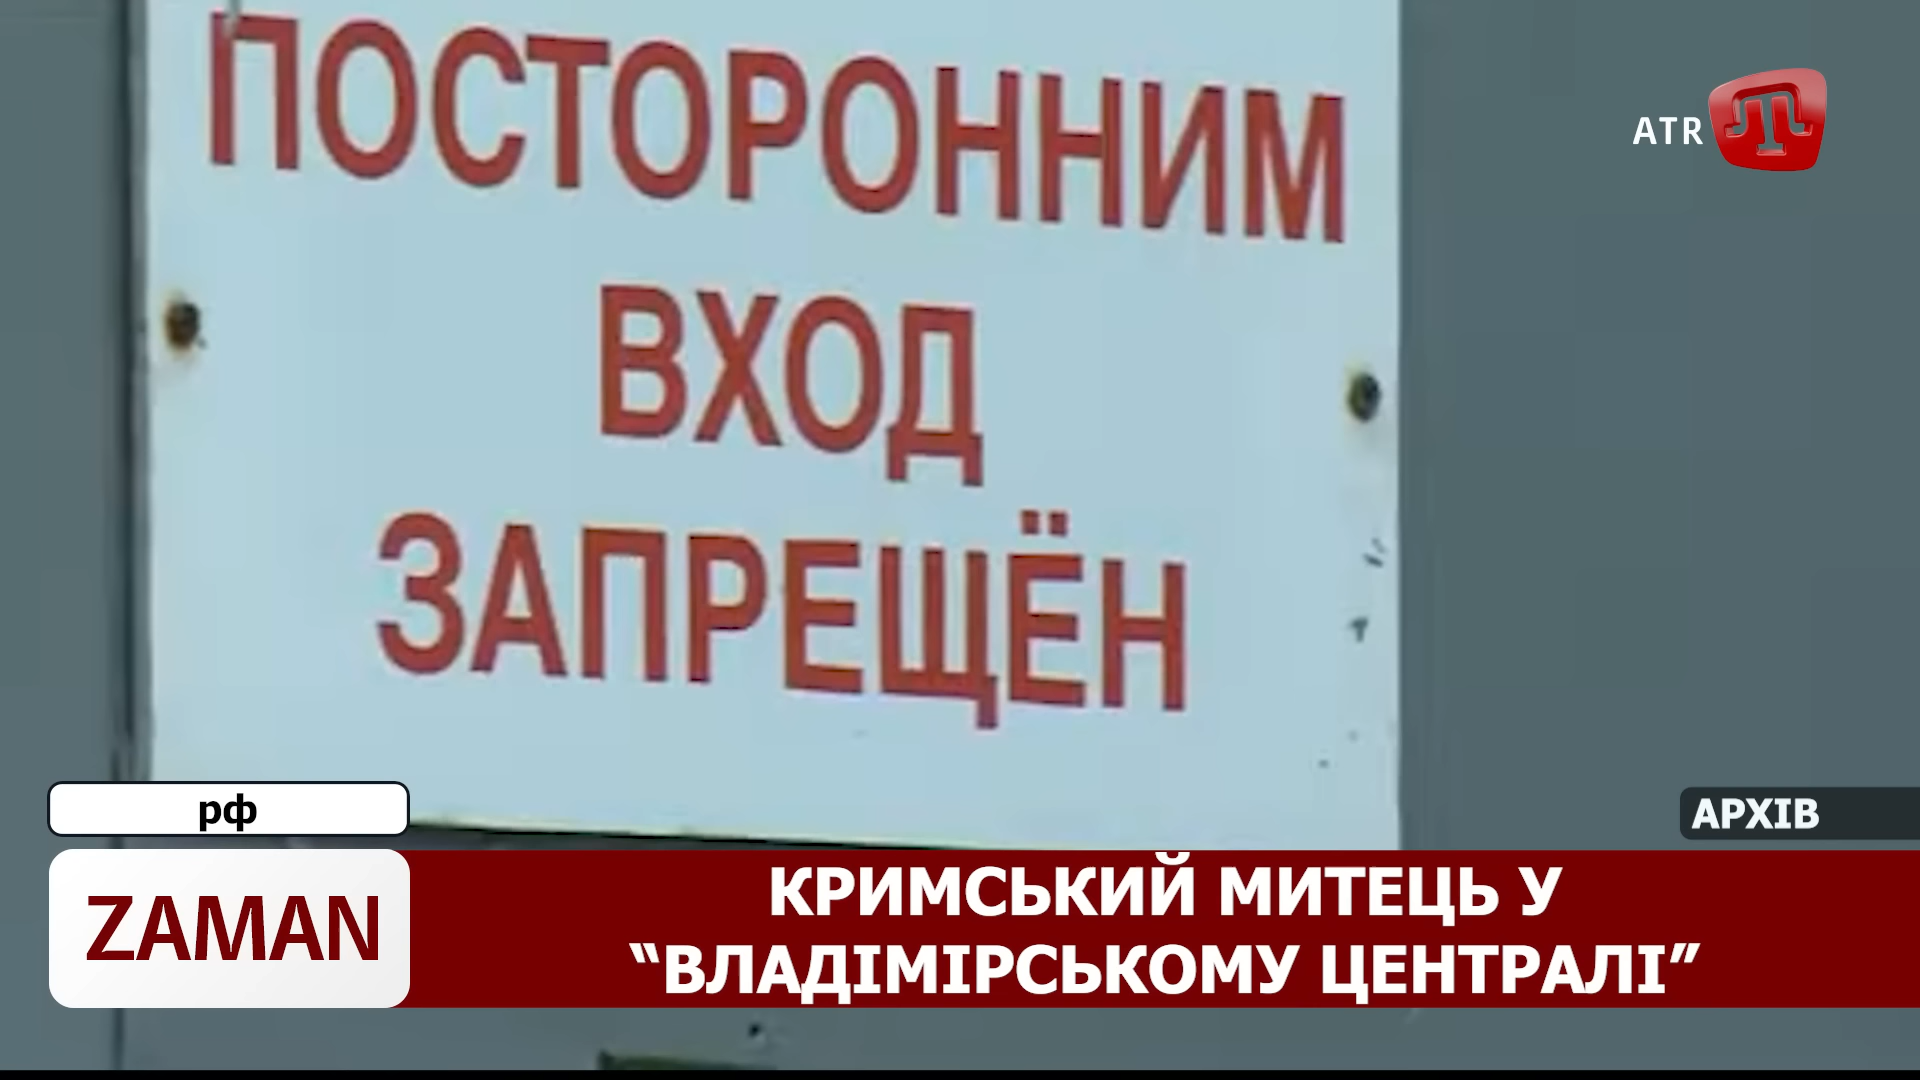 ПОСТОРОННИМ
ВХОД
ЗАПРЕЩЁН
ATR
рф
АРХІВ
ZAMAN
КРИМСЬКИЙ МИТЕЦЬ У
“ВЛАДІМІРСЬКОМУ ЦЕНТРАЛІ”